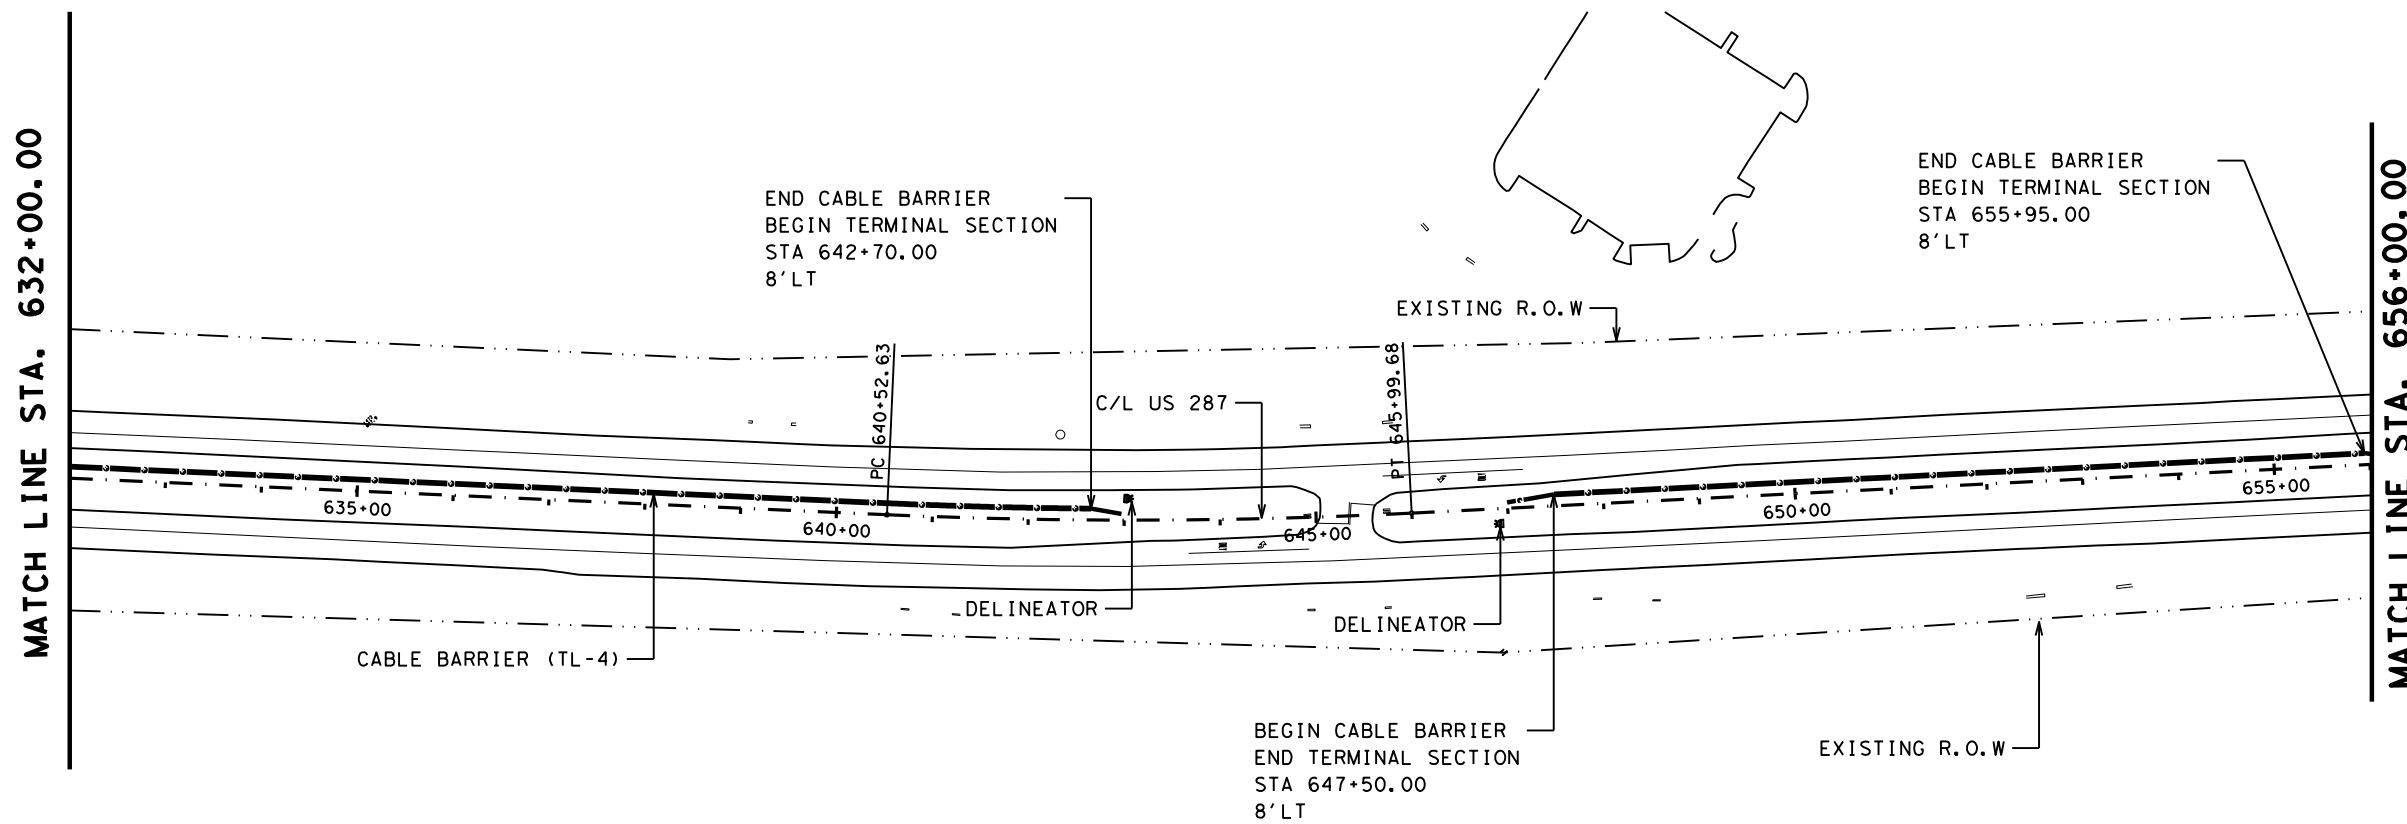 MATCH LINE STA. 632+00.00
END CABLE BARRIER
BEGIN TERMINAL SECTION
STA 642+70.00
8'LT
END CABLE BARRIER
BEGIN TERMINAL SECTION
STA 655+95.00
8'LT
EXISTING R.O.W
PC 640+52.63
C/L US 287
PT 645+99.68
635+00
640+00
645+00
650+00
655+00
DELINEATOR
DELINEATOR
CABLE BARRIER (TL-4)
BEGIN CABLE BARRIER
END TERMINAL SECTION
STA 647+50.00
8'LT
EXISTING R.O.W
MATCH LINE STA. 656+00.00